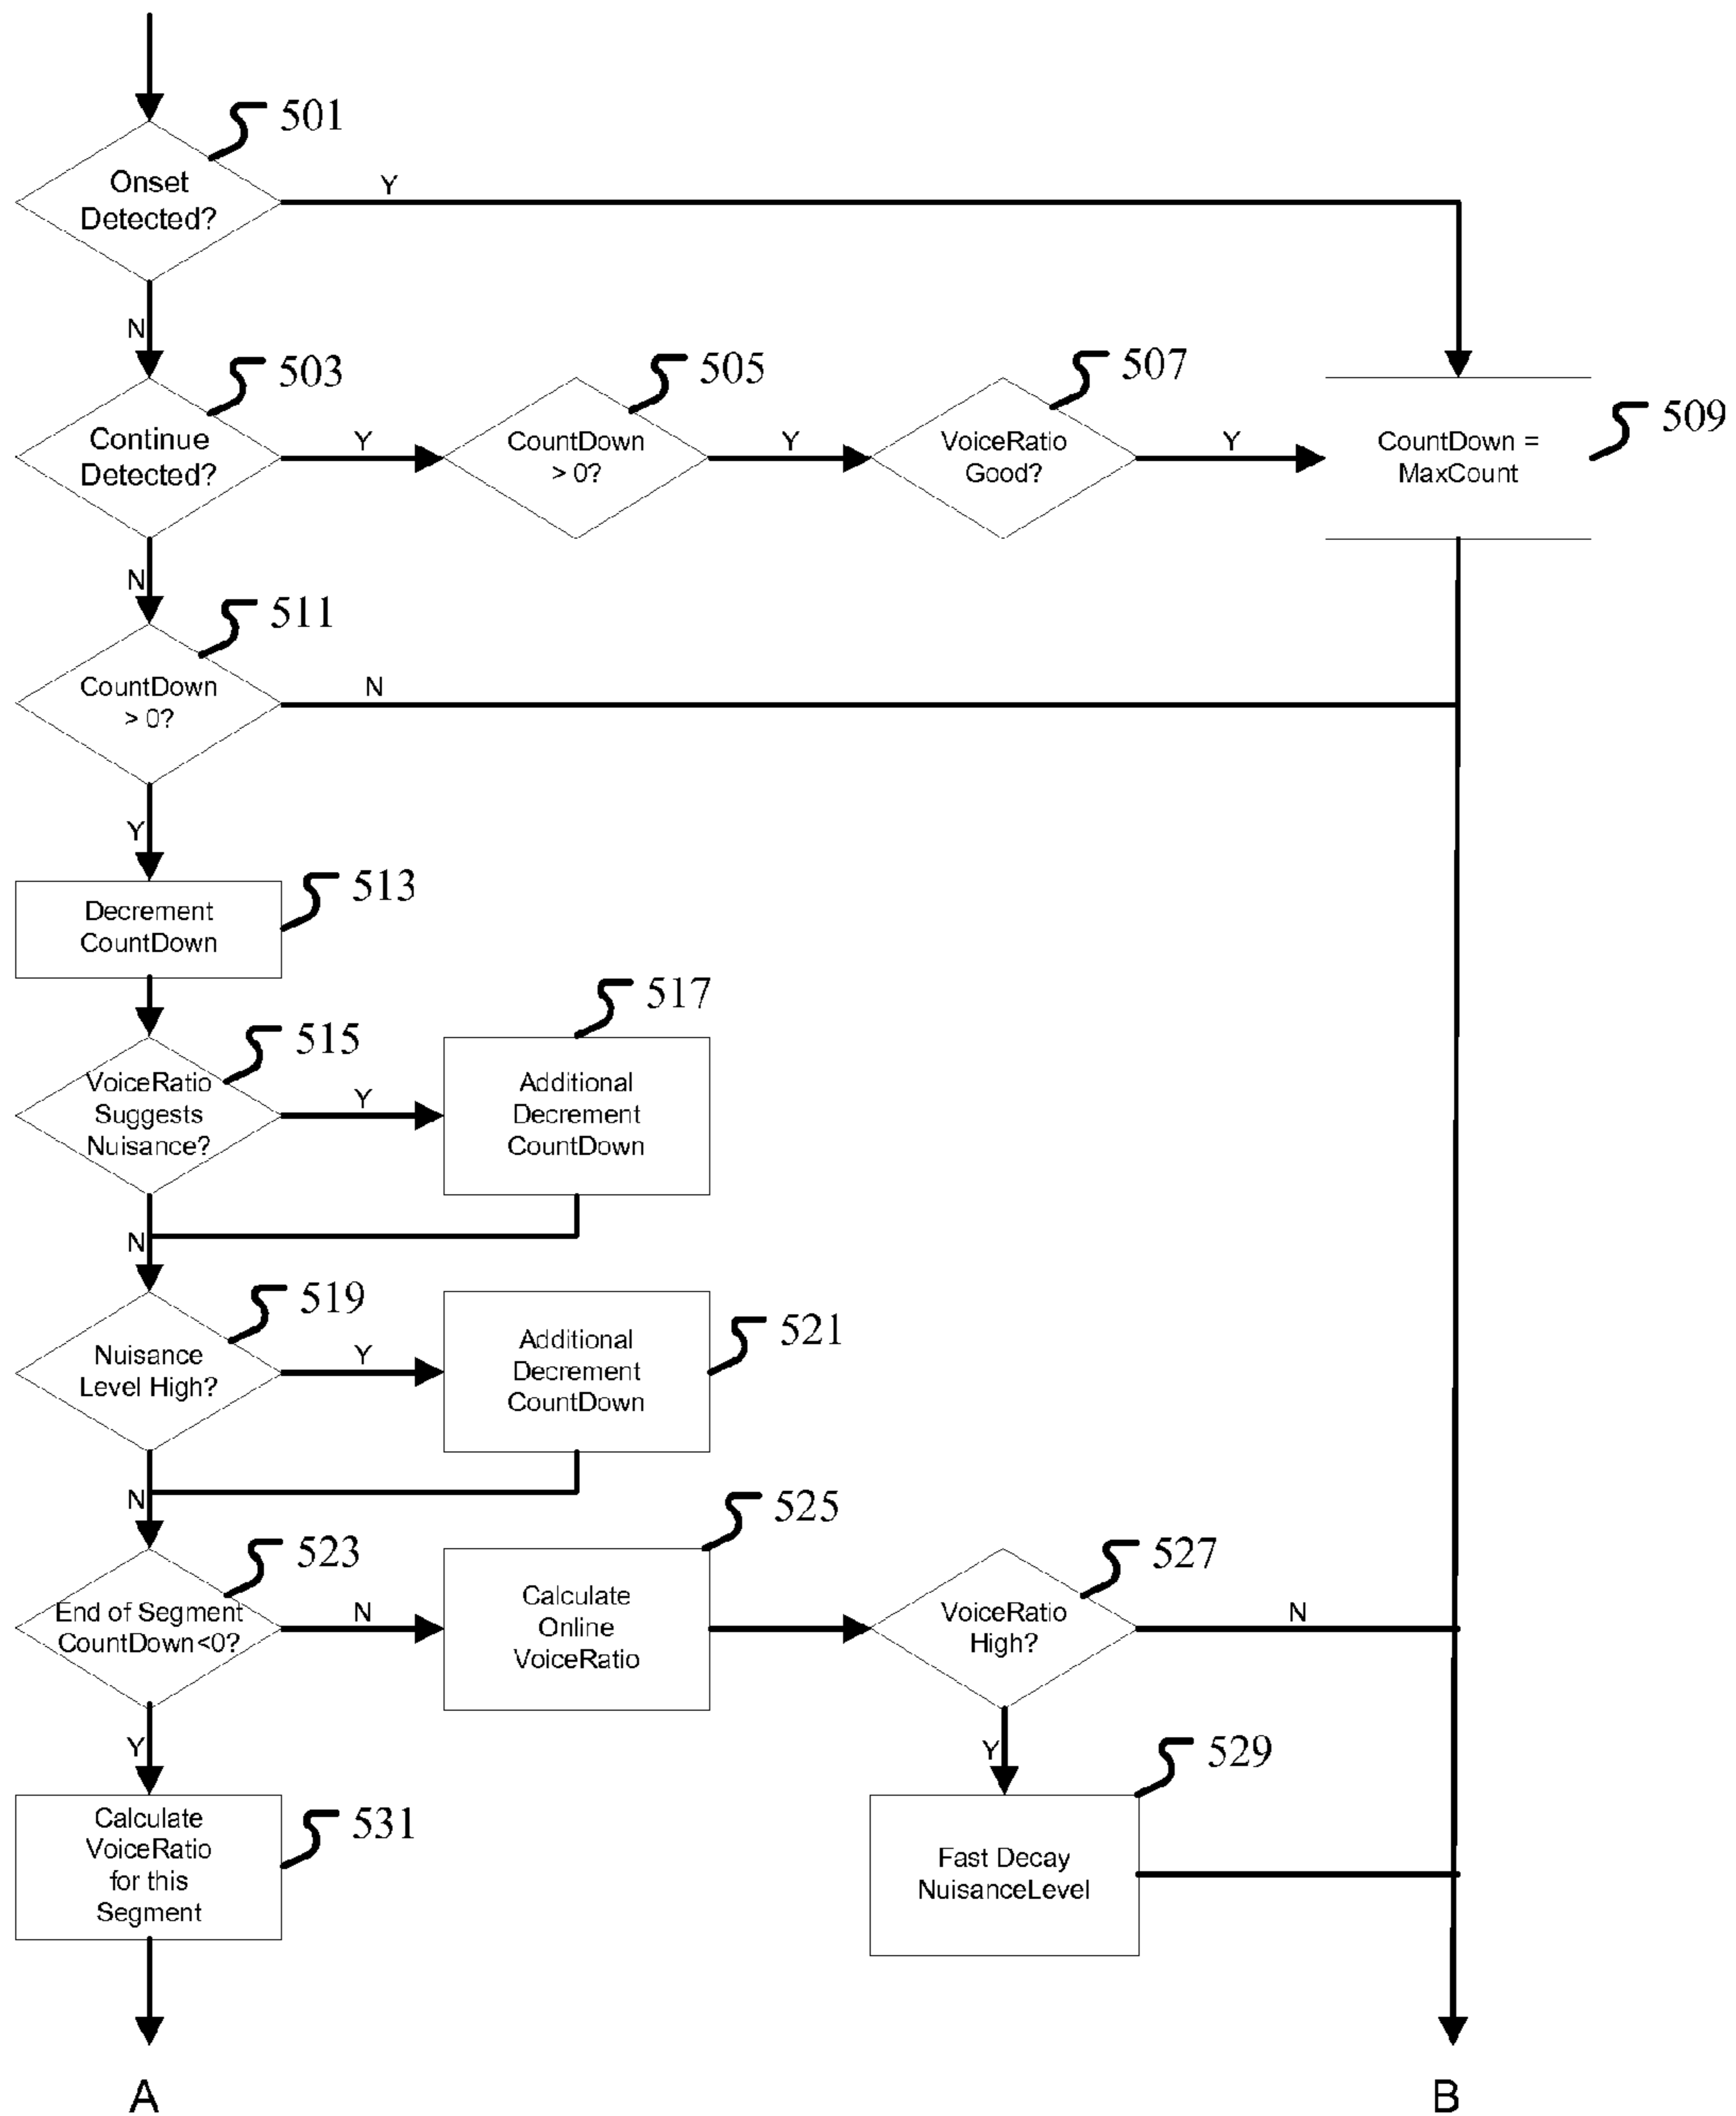 501
Onset
Detected?
Y
N
503
Continue
Detected?
Y
505
CountDown
> 0?
Y
507
VoiceRatio
Good?
Y
509
CountDown =
MaxCount
N
511
CountDown
> 0?
N
Y
513
Decrement
CountDown
515
VoiceRatio
Suggests
Nuisance?
Y
517
Additional
Decrement
CountDown
N
519
Nuisance
Level High?
Y
521
Additional
Decrement
CountDown
N
523
End of Segment
CountDown<0?
N
525
Calculate
Online
VoiceRatio
527
VoiceRatio
High?
N
Y
529
Fast Decay
NuisanceLevel
Y
531
Calculate
VoiceRatio
for this
Segment
A
B